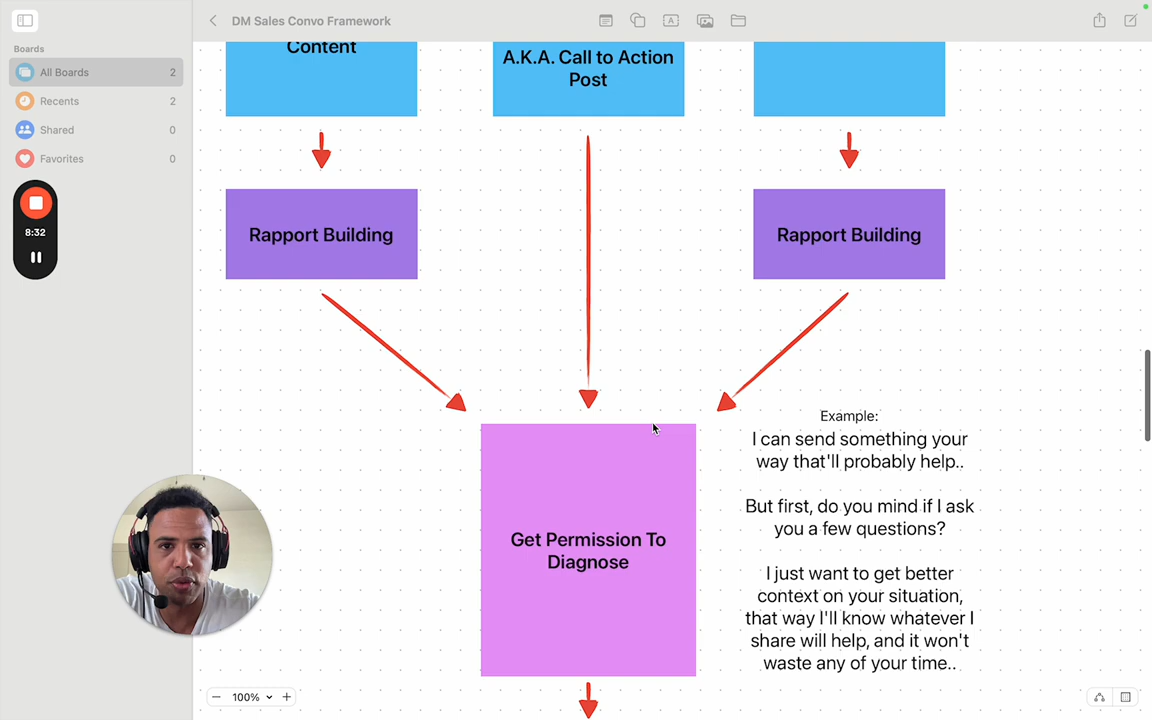 DM Sales Convo Framework
Boards
All Boards 2
Recents 2
Shared 0
Favorites 0
8:32
Content
A.K.A. Call to Action
Post
Rapport Building
Rapport Building
Get Permission To
Diagnose
Example:
I can send something your
way that'll probably help..
But first, do you mind if I ask
you a few questions?
I just want to get better
context on your situation,
that way I'll know whatever I
share will help, and it won't
waste any of your time..
100%